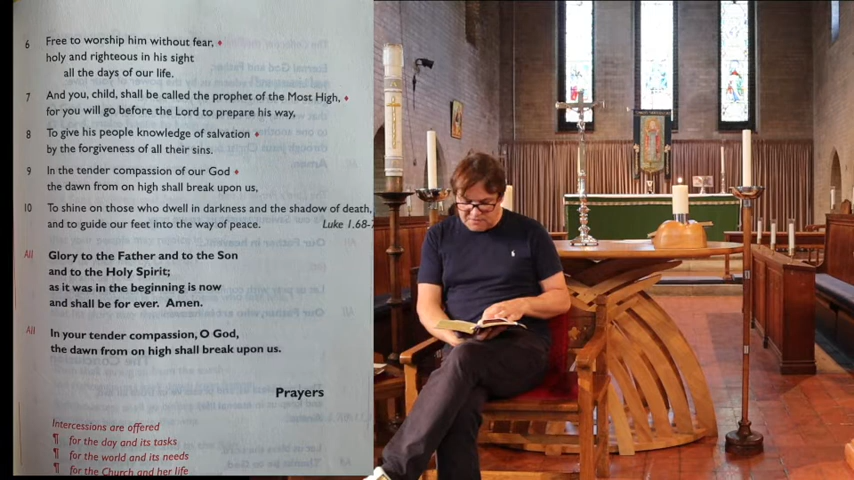 6 Free to worship him without fear, ♦
holy and righteous in his sight
all the days of our life.
7 And you, child, shall be called the prophet of the Most High, ♦
for you will go before the Lord to prepare his way,
8 To give his people knowledge of salvation ♦
by the forgiveness of all their sins.
9 In the tender compassion of our God ♦
the dawn from on high shall break upon us,
10 To shine on those who dwell in darkness and the shadow of death,
and to guide our feet into the way of peace. Luke 1.68-7
All Glory to the Father and to the Son
and to the Holy Spirit;
as it was in the beginning is now
and shall be for ever. Amen.
All In your tender compassion, O God,
the dawn from on high shall break upon us.
Prayers
Intercessions are offered
¶ for the day and its tasks
¶ for the world and its needs
¶ for the Church and her life